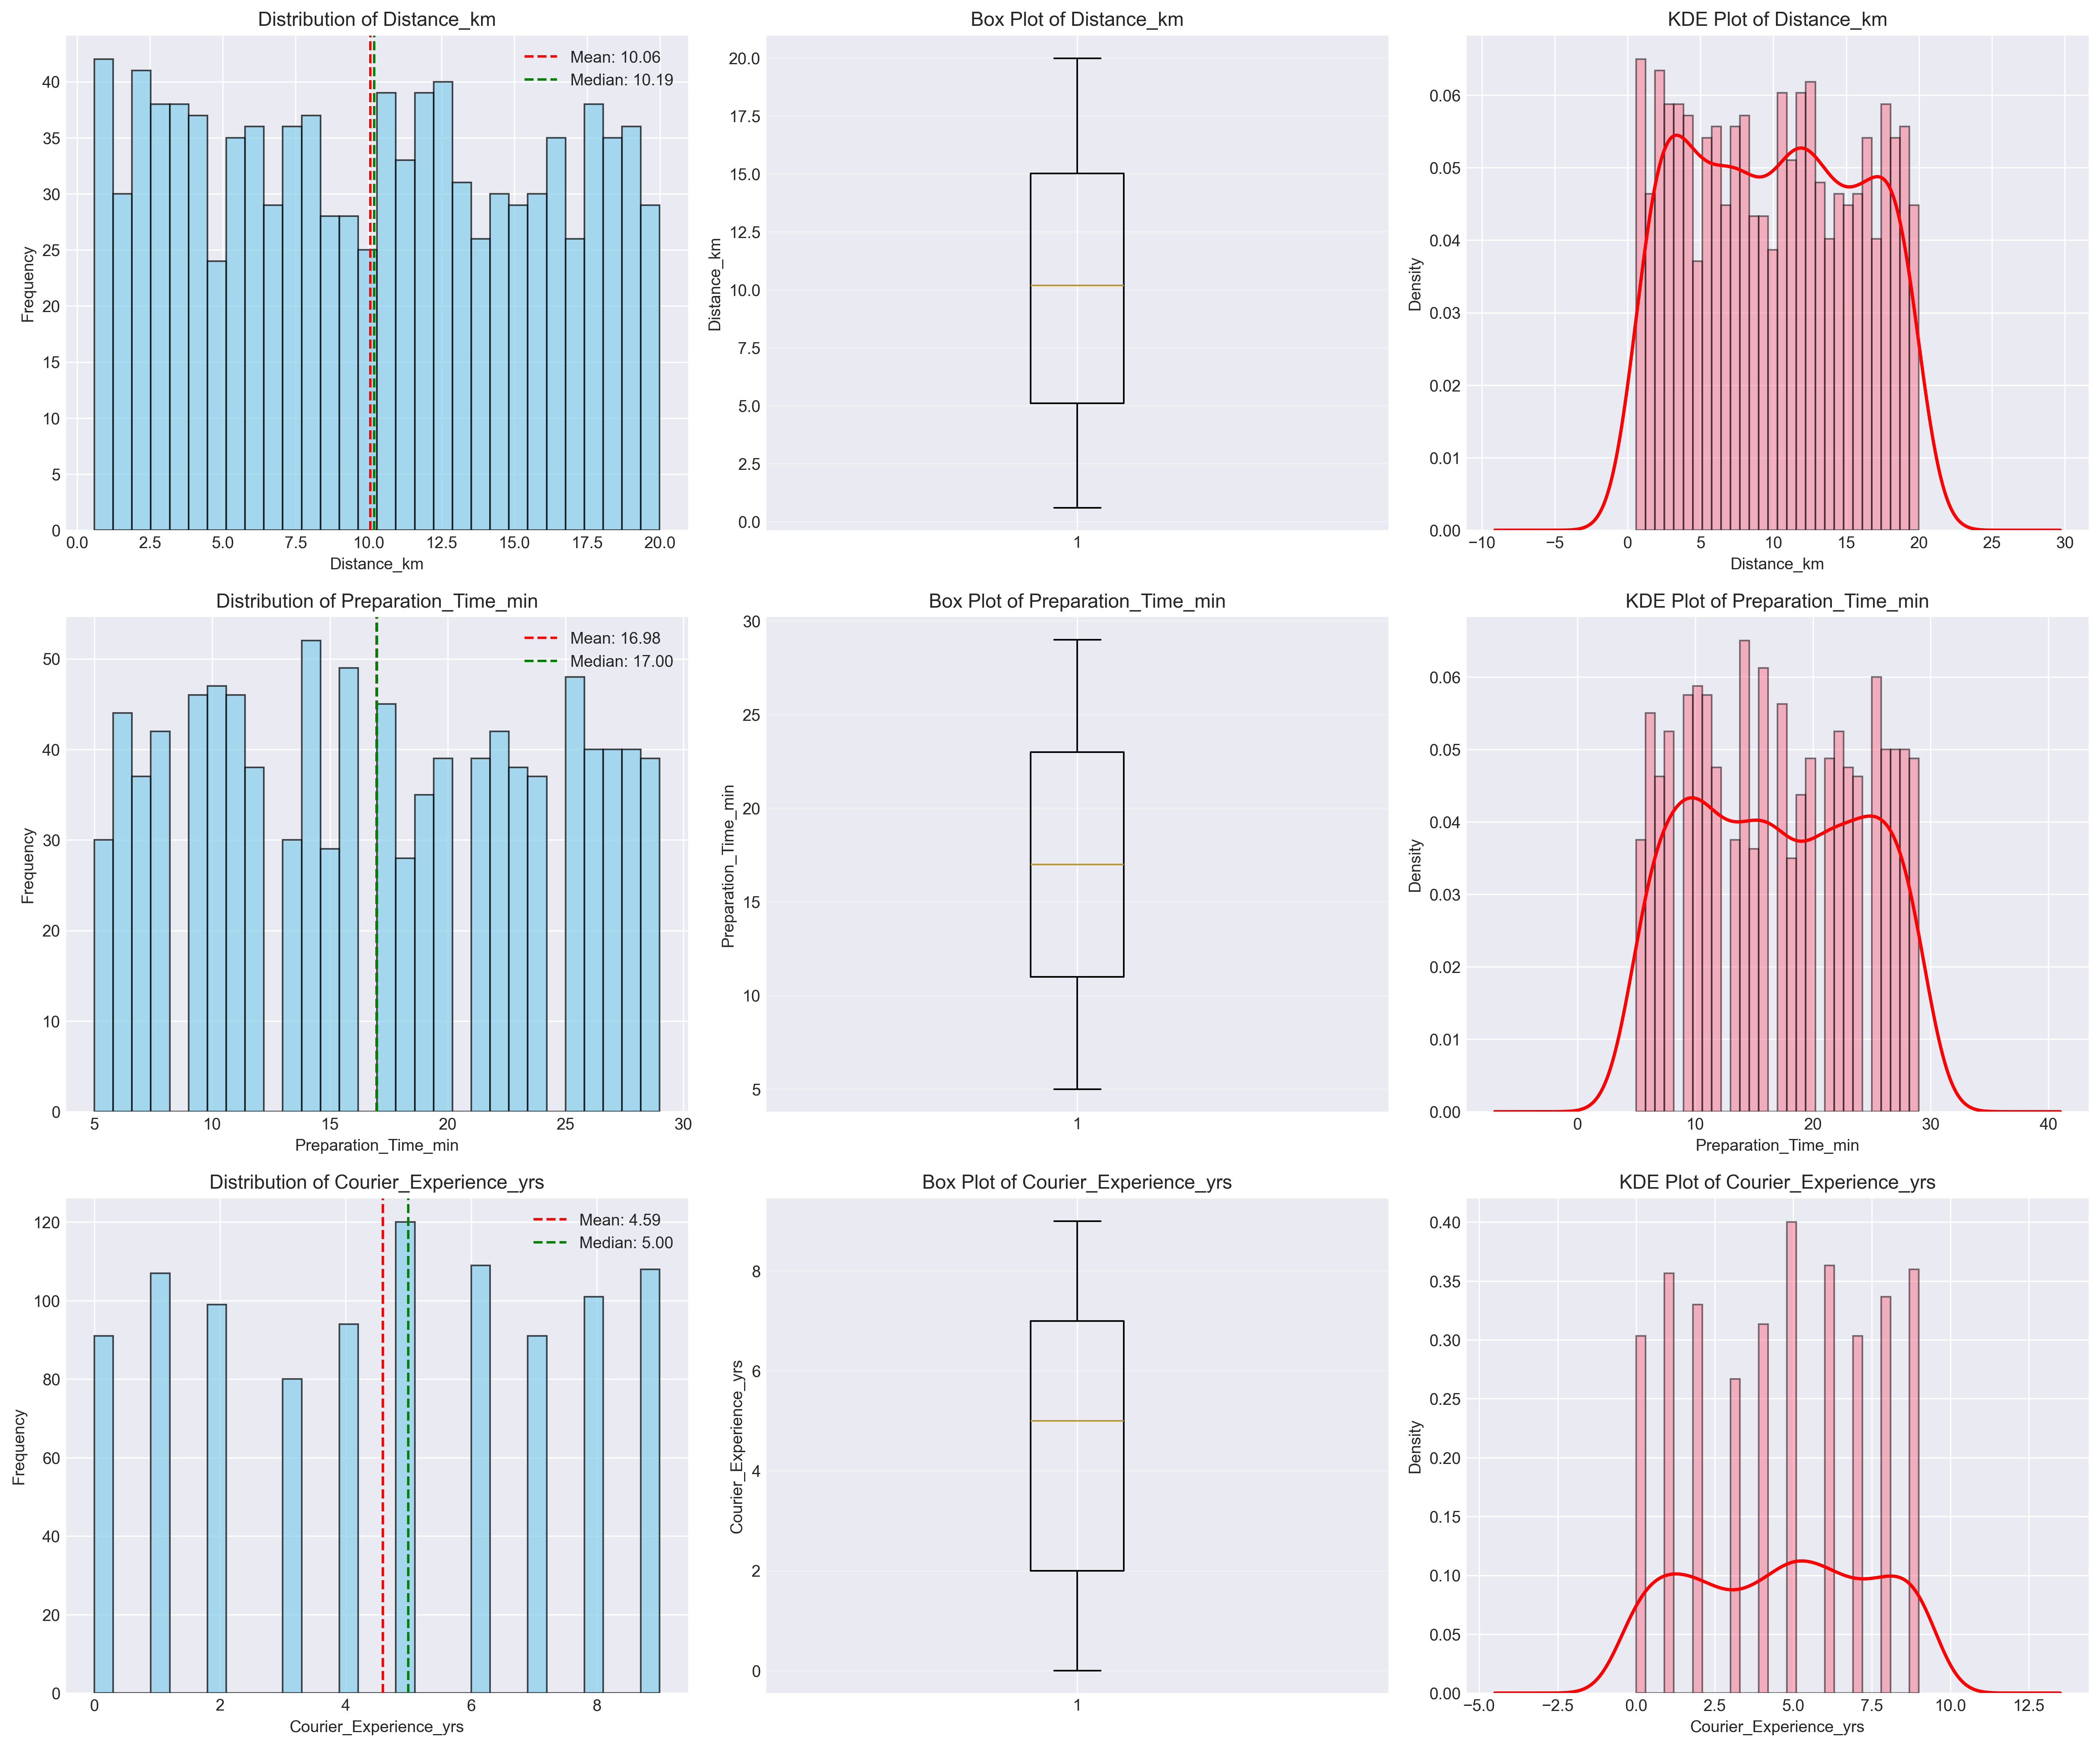 Distribution of Distance_km
Mean: 10.06
Median: 10.19
Frequency
40
35
30
25
20
15
10
5
0
0.0 2.5 5.0 7.5 10.0 12.5 15.0 17.5 20.0
Distance_km
Box Plot of Distance_km
Distance_km
20.0
17.5
15.0
12.5
10.0
7.5
5.0
2.5
0.0
1
KDE Plot of Distance_km
Density
0.06
0.05
0.04
0.03
0.02
0.01
0.00
−10 −5 0 5 10 15 20 25 30
Distance_km
Distribution of Preparation_Time_min
Mean: 16.98
Median: 17.00
Frequency
50
40
30
20
10
0
5 10 15 20 25 30
Preparation_Time_min
Box Plot of Preparation_Time_min
Preparation_Time_min
30
25
20
15
10
5
1
KDE Plot of Preparation_Time_min
Density
0.06
0.05
0.04
0.03
0.02
0.01
0.00
0 10 20 30 40
Preparation_Time_min
Distribution of Courier_Experience_yrs
Mean: 4.59
Median: 5.00
Frequency
120
100
80
60
40
20
0
0 2 4 6 8
Courier_Experience_yrs
Box Plot of Courier_Experience_yrs
Courier_Experience_yrs
8
6
4
2
0
1
KDE Plot of Courier_Experience_yrs
Density
0.40
0.35
0.30
0.25
0.20
0.15
0.10
0.05
0.00
−5.0 −2.5 0.0 2.5 5.0 7.5 10.0 12.5
Courier_Experience_yrs